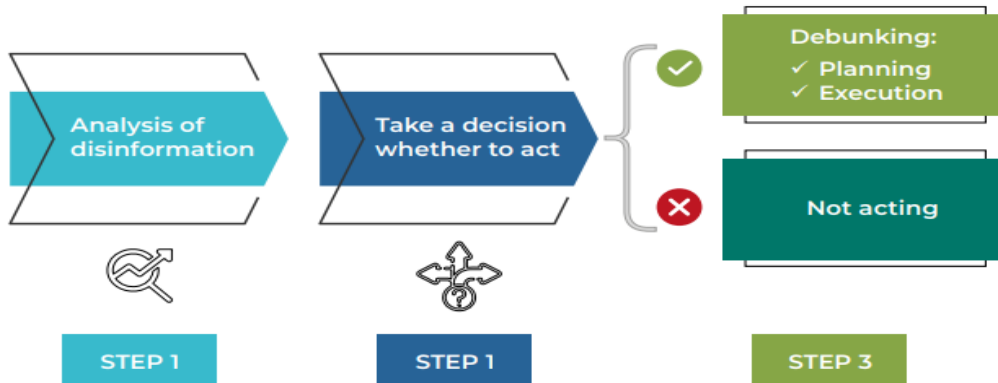 Analysis of
disinformation
Take a decision
whether to act
Debunking:
✓ Planning
✓ Execution
Not acting
?
STEP 1
STEP 1
STEP 3